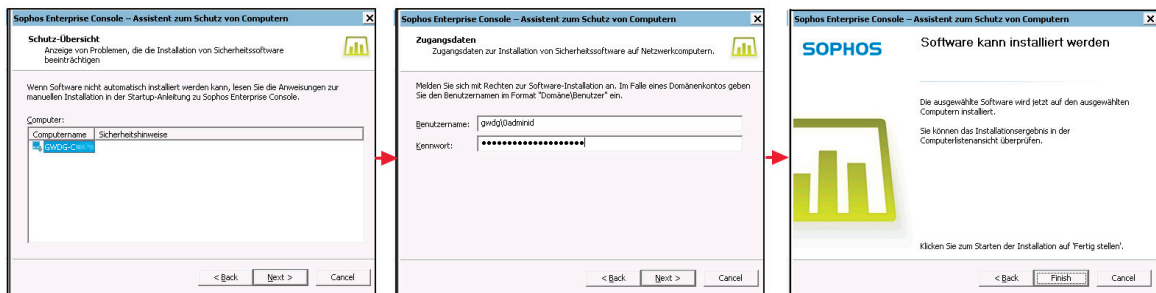 Sophos Enterprise Console – Assistent zum Schutz von Computern
Schutz-Übersicht
Anzeige von Problemen, die die Installation von Sicherheitssoftware
beeinträchtigen
Wenn Software nicht automatisch installiert werden kann, lesen Sie die Anweisungen zur
manuellen Installation in der Startup-Anleitung zu Sophos Enterprise Console.
Computer:
Computername Sicherheitshinweise
GWDG-C
< Back Next > Cancel
Sophos Enterprise Console – Assistent zum Schutz von Computern
Zugangsdaten
Zugangsdaten zur Installation von Sicherheitssoftware auf Netzwerkcomputern.
Melden Sie sich mit Rechten zur Software-Installation an. Im Falle eines Domänenkontos geben
Sie den Benutzernamen im Format "Domäne\Benutzer" ein.
Benutzername: gwdg\0adminid
Kennwort: ••••••••••••••••••••
< Back Next > Cancel
Sophos Enterprise Console – Assistent zum Schutz von Computern
SOPHOS
Software kann installiert werden
Die ausgewählte Software wird jetzt auf den ausgewählten
Computern installiert.
Sie können das Installationsergebnis in der
Computerlistenansicht überprüfen.
Klicken Sie zum Starten der Installation auf 'Fertig stellen'.
< Back Finish Cancel